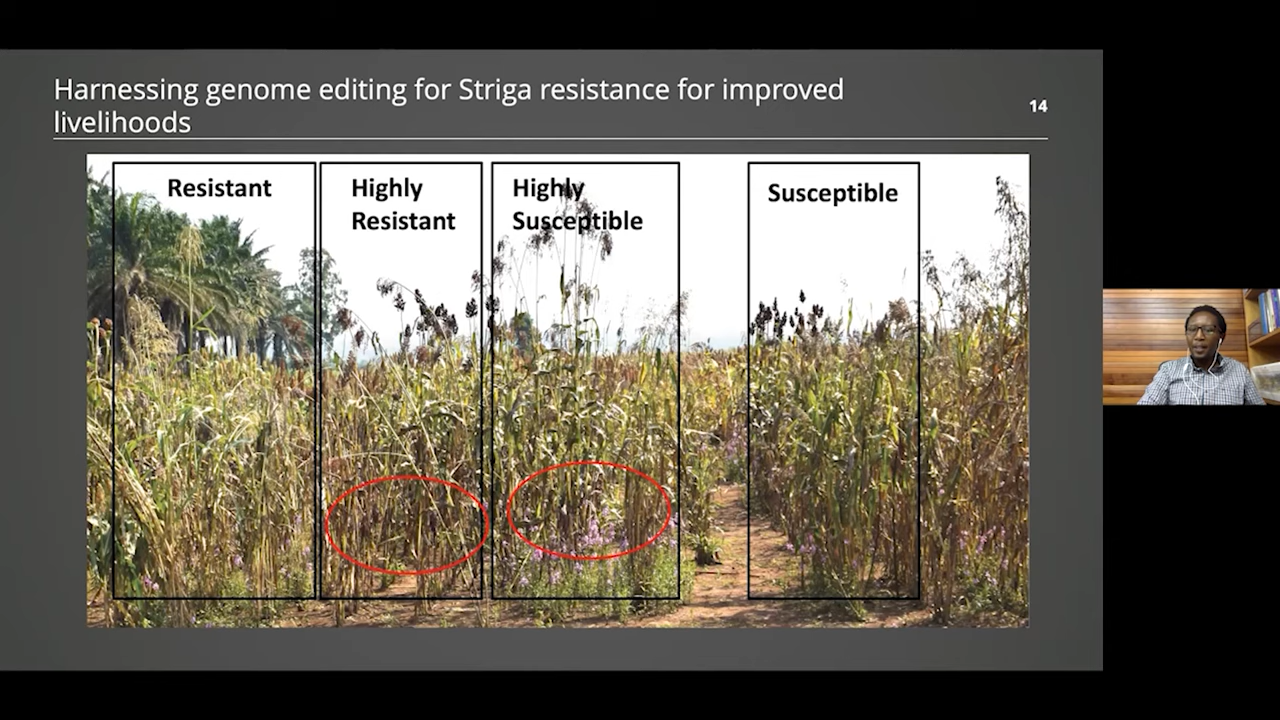 Harnessing genome editing for Striga resistance for improved
livelihoods
14
Resistant
Highly
Resistant
Highly
Susceptible
Susceptible